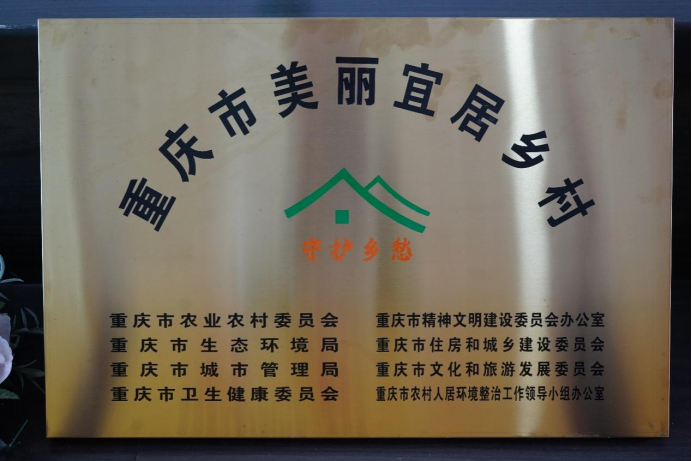 重庆市美丽宜居乡村
守护乡愁
重庆市农业农村委员会
重庆市生态环境局
重庆市城市管理局
重庆市卫生健康委员会
重庆市精神文明建设委员会办公室
重庆市住房和城乡建设委员会
重庆市文化和旅游发展委员会
重庆市农村人居环境整治工作领导小组办公室